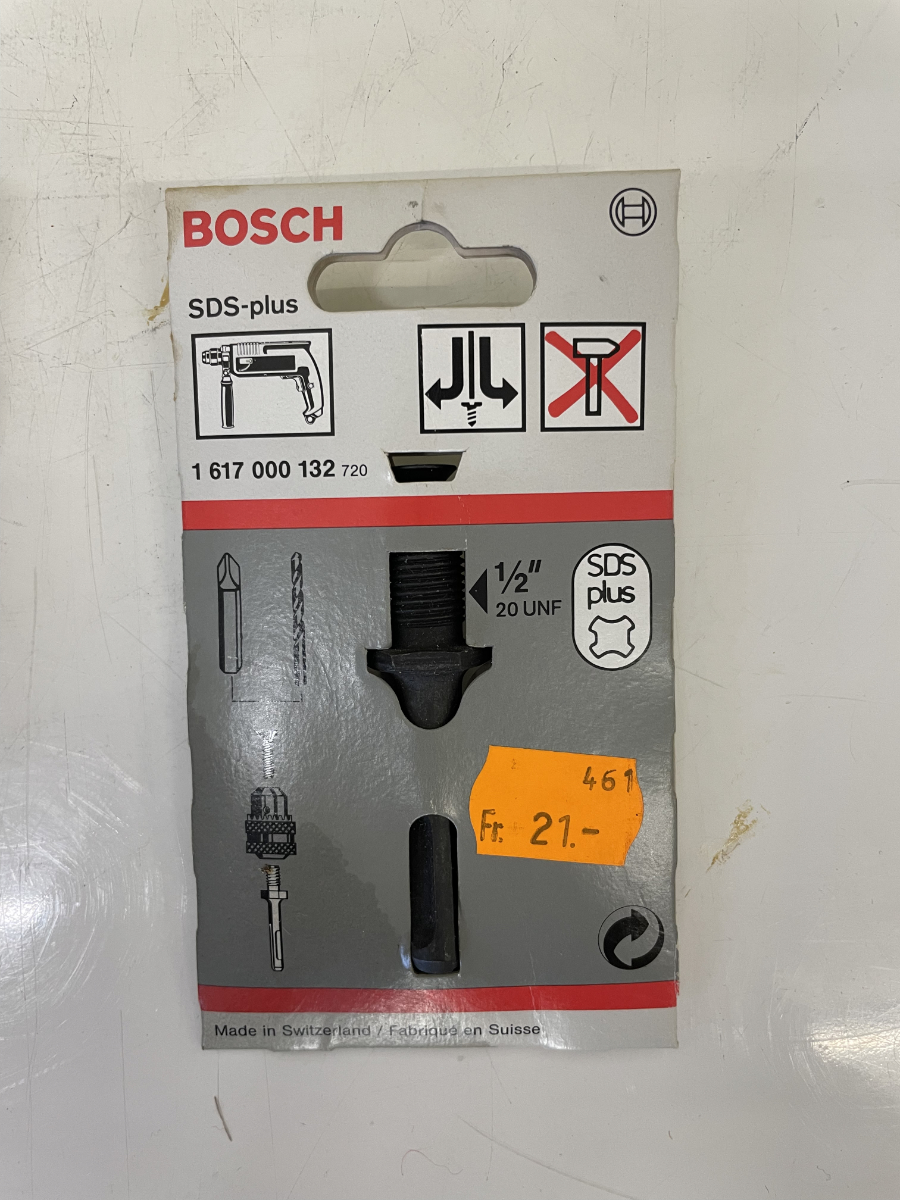 BOSCH
SDS-plus
1 617 000 132 720
1/2"
20 UNF
SDS
plus
461
Fr. 21.-
Made in Switzerland / Fabriqué en Suisse